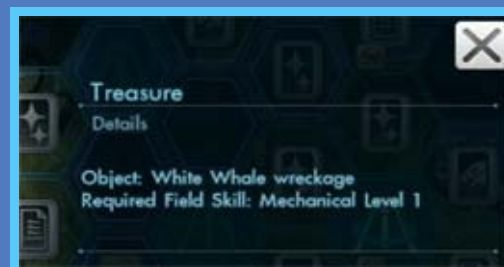 Treasure
Details
Object: White Whale wreckage
Required Field Skill: Mechanical Level 1